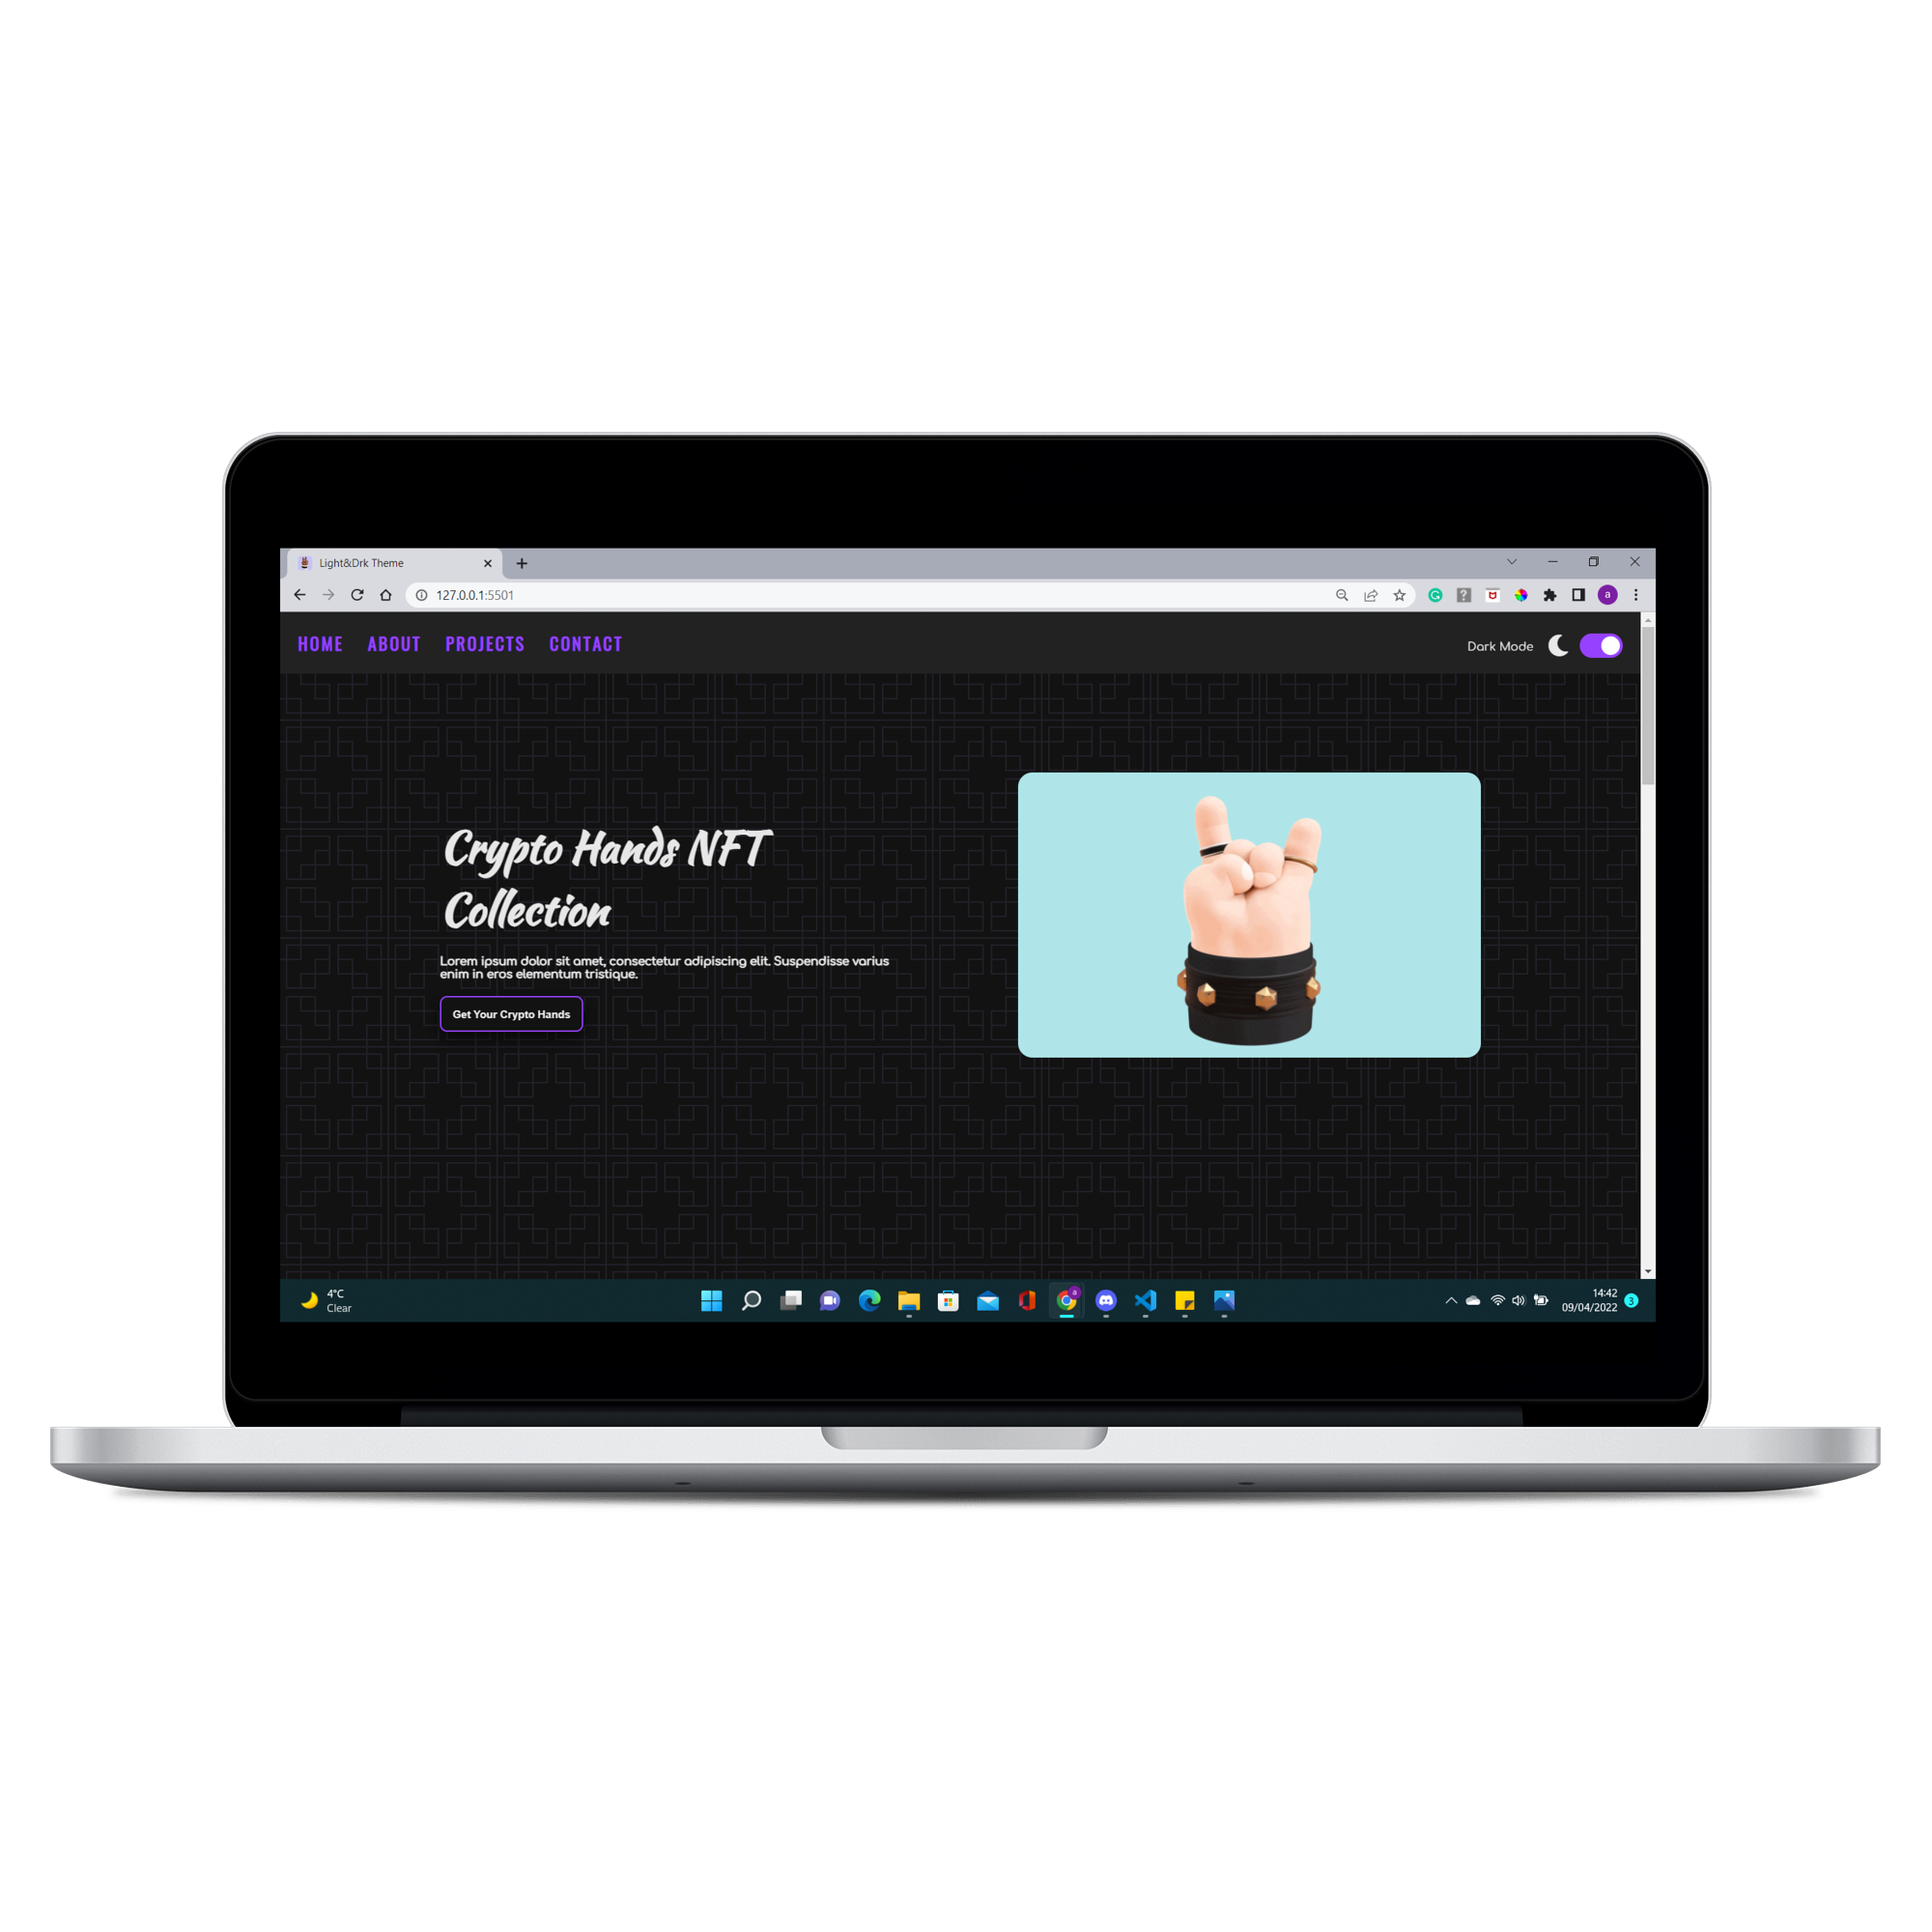 Light&Drk Theme
127.0.0.1:5501
HOME ABOUT PROJECTS CONTACT
Dark Mode
Crypto Hands NFT
Collection
Lorem ipsum dolor sit amet, consectetur adipiscing elit. Suspendisse varius
enim in eros elementum tristique.
Get Your Crypto Hands
4°C
Clear
14:42
09/04/2022
3